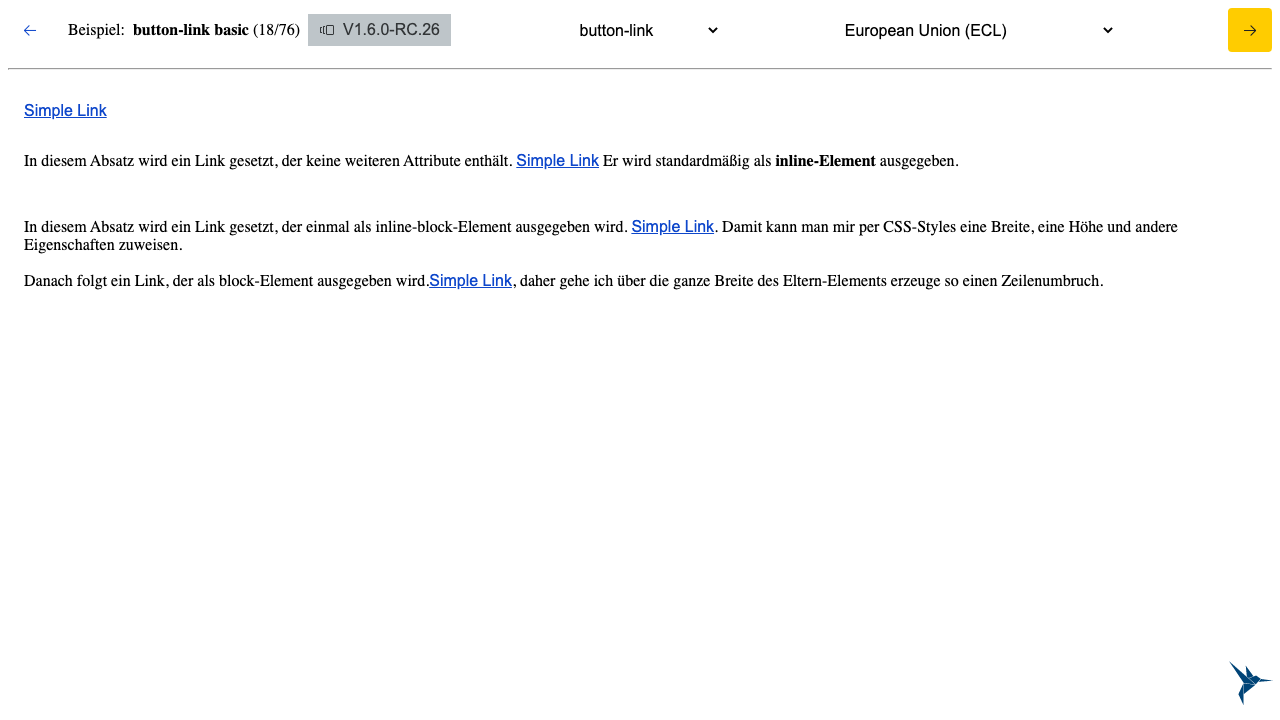 Beispiel: button-link basic (18/76) V1.6.0-RC.26 button-link European Union (ECL)
Simple Link
In diesem Absatz wird ein Link gesetzt, der keine weiteren Attribute enthält. Simple Link Er wird standardmäßig als inline-Element ausgegeben.
In diesem Absatz wird ein Link gesetzt, der einmal als inline-block-Element ausgegeben wird. Simple Link. Damit kann man mir per CSS-Styles eine Breite, eine Höhe und andere
Eigenschaften zuweisen.
Danach folgt ein Link, der als block-Element ausgegeben wird.Simple Link, daher gehe ich über die ganze Breite des Eltern-Elements erzeuge so einen Zeilenumbruch.